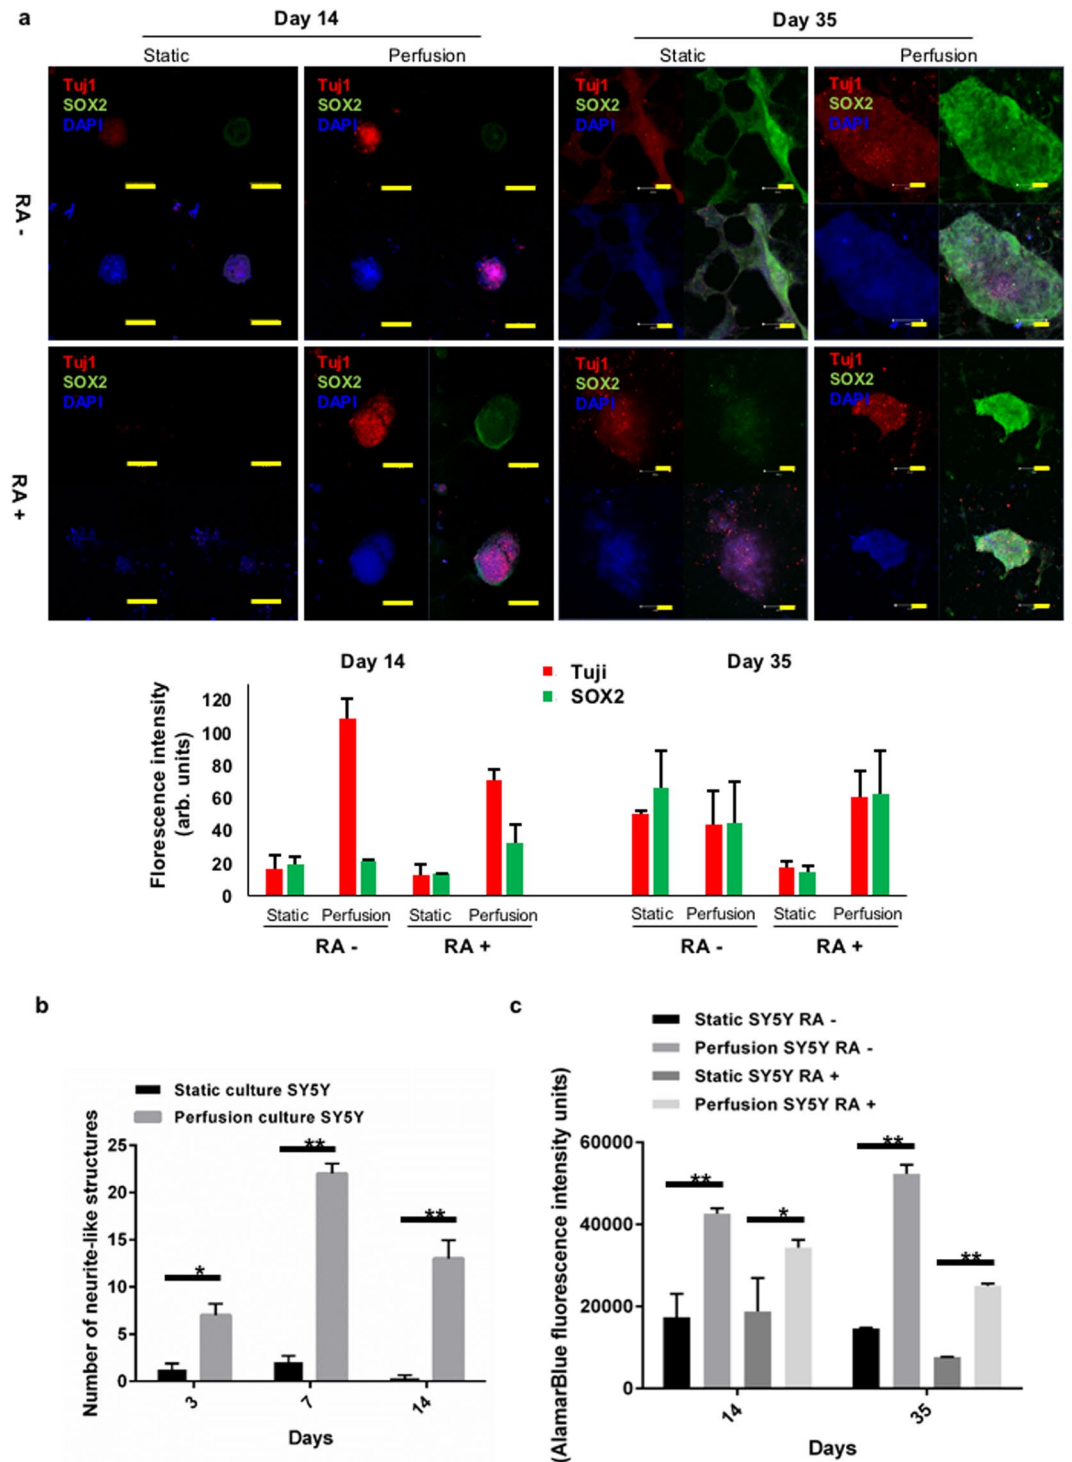 a
Day 14
Day 35
Static
Perfusion
Static
Perfusion
RA -
Tuj1
SOX2
DAPI
Tuj1
SOX2
DAPI
Tuj1
SOX2
DAPI
Tuj1
SOX2
DAPI
RA +
Tuj1
SOX2
DAPI
Tuj1
SOX2
DAPI
Tuj1
SOX2
DAPI
Tuj1
SOX2
DAPI
Day 14
Day 35
Tuji
SOX2
Florescence intensity
(arb. units)
120
100
80
60
40
20
0
Static Perfusion Static Perfusion
RA - RA +
Static Perfusion Static Perfusion
RA - RA +
b
Static culture SY5Y
Perfusion culture SY5Y
Number of neurite-like structures
25
20
15
10
5
0
*
**
**
3 7 14
Days
c
Static SY5Y RA -
Perfusion SY5Y RA -
Static SY5Y RA +
Perfusion SY5Y RA +
(AlamarBlue fluorescence intensity units)
60000
40000
20000
0
**
*
**
**
14 35
Days